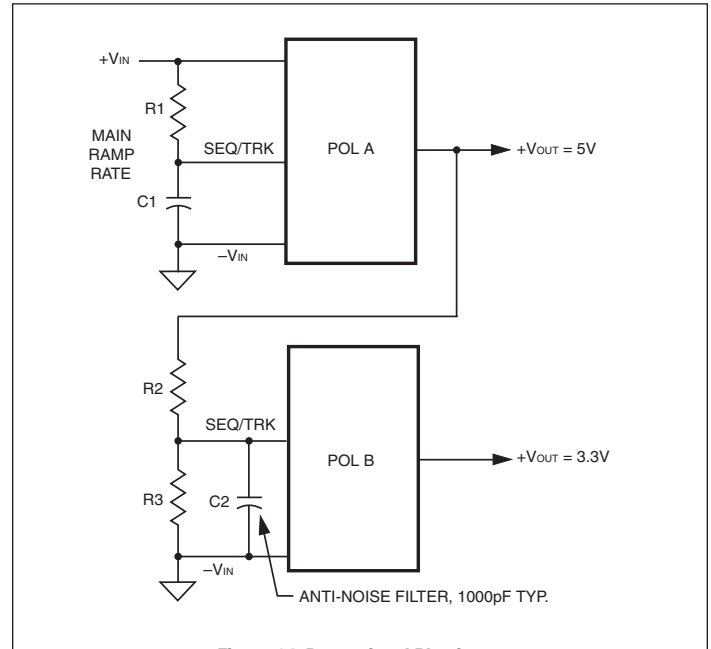 +VIN
R1
MAIN
RAMP
RATE
SEQ/TRK
POL A
+VOUT = 5V
C1
–VIN
R2
SEQ/TRK
POL B
+VOUT = 3.3V
R3
C2
–VIN
ANTI-NOISE FILTER, 1000pF TYP.